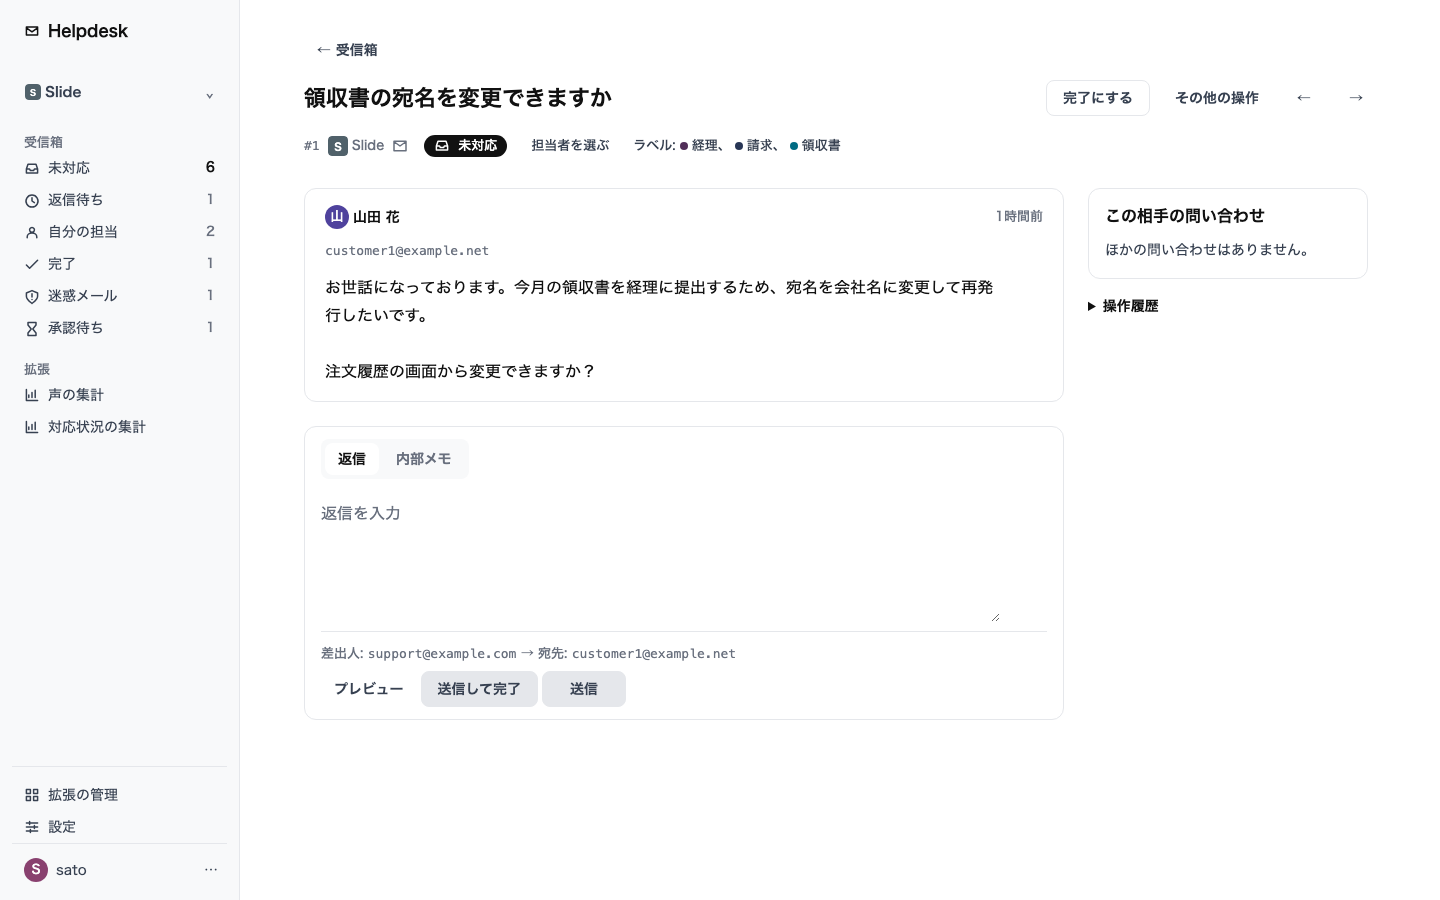 Helpdesk
S Slide
受信箱
未対応 6
返信待ち 1
自分の担当 2
完了 1
迷惑メール 1
承認待ち 1
拡張
声の集計
対応状況の集計
拡張の管理
設定
S sato …
← 受信箱
領収書の宛名を変更できますか
完了にする その他の操作 ← →
#1 S Slide 未対応 担当者を選ぶ ラベル: 経理、 請求、 領収書
山 山田 花 1時間前
customer1@example.net
お世話になっております。今月の領収書を経理に提出するため、宛名を会社名に変更して再発
行したいです。
注文履歴の画面から変更できますか？
返信 内部メモ
返信を入力
差出人: support@example.com → 宛先: customer1@example.net
プレビュー 送信して完了 送信
この相手の問い合わせ
ほかの問い合わせはありません。
▶ 操作履歴